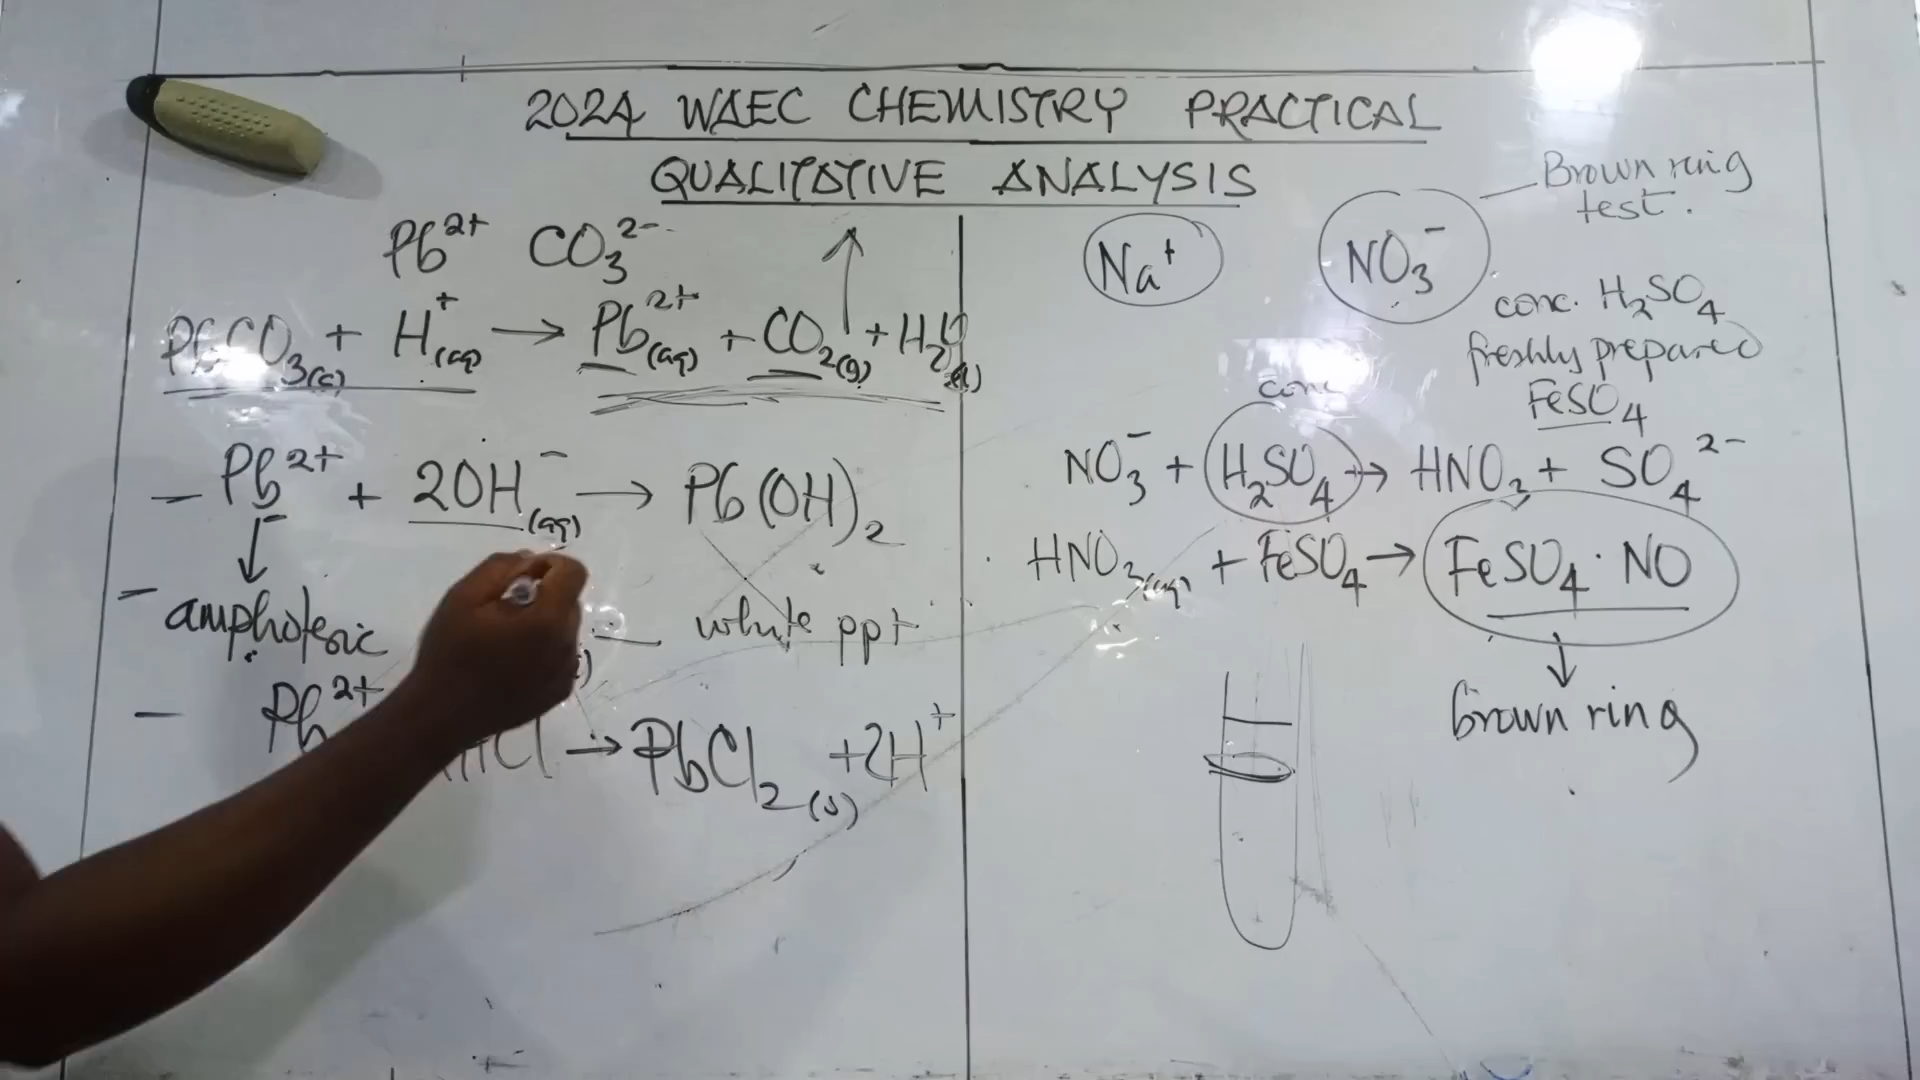 2024 WAEC CHEMISTRY PRACTICAL
QUALITATIVE ANALYSIS
Pb²⁺ CO₃²⁻
PbCO₃(s) + H⁺(aq) → Pb²⁺(aq) + CO₂(g) ↑ + H₂O(l)
– Pb²⁺ + 2OH⁻(aq) → Pb(OH)₂
↓
– amphoteric
— white ppt
– Pb²⁺ HCl → PbCl₂(s) + 2H⁺
Na⁺ NO₃⁻ — Brown ring
test.
conc. H₂SO₄
freshly prepared
FeSO₄
conc
NO₃⁻ + H₂SO₄ → HNO₃ + SO₄²⁻
HNO₃(aq) + FeSO₄ → FeSO₄·NO
↓
Brown ring